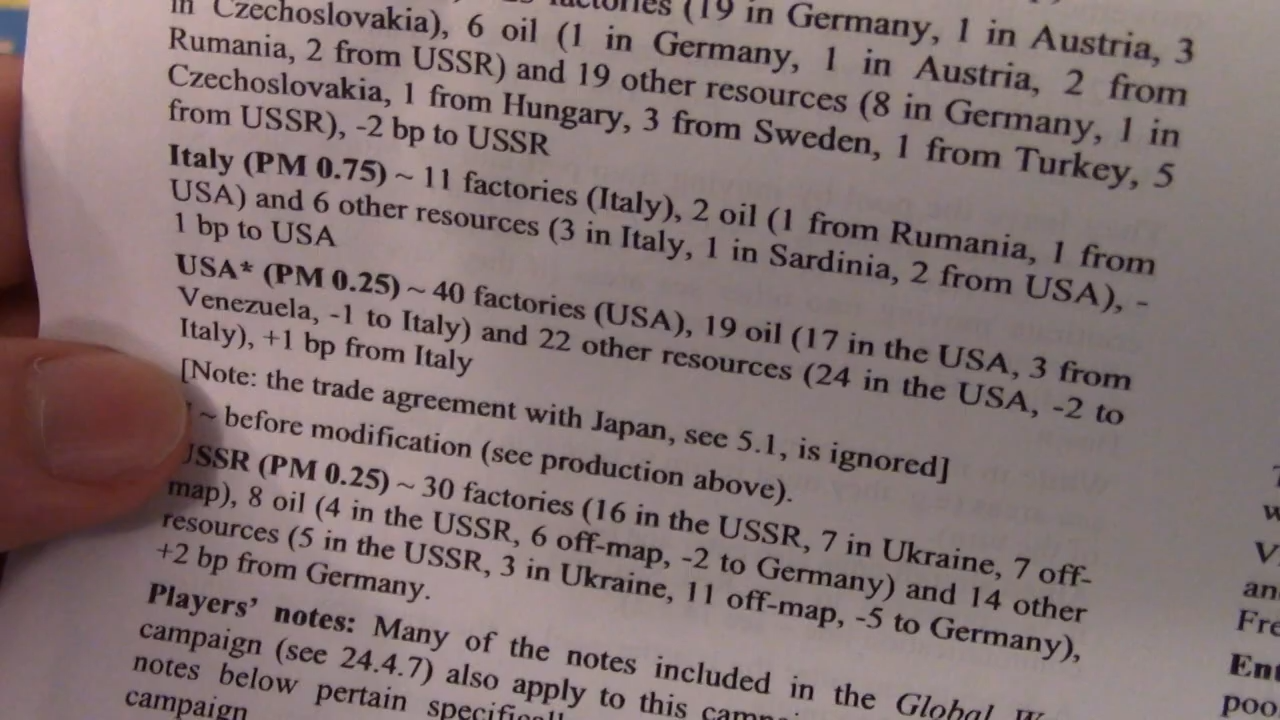 factories (19 in Germany, 1 in Austria, 3
in Czechoslovakia), 6 oil (1 in Germany, 1 in Austria, 2 from
Rumania, 2 from USSR) and 19 other resources (8 in Germany, 1 in
Czechoslovakia, 1 from Hungary, 3 from Sweden, 1 from Turkey, 5
from USSR), -2 bp to USSR
Italy (PM 0.75) ~ 11 factories (Italy), 2 oil (1 from Rumania, 1 from
USA) and 6 other resources (3 in Italy, 1 in Sardinia, 2 from USA), -
1 bp to USA
USA* (PM 0.25) ~ 40 factories (USA), 19 oil (17 in the USA, 3 from
Venezuela, -1 to Italy) and 22 other resources (24 in the USA, -2 to
Italy), +1 bp from Italy
[Note: the trade agreement with Japan, see 5.1, is ignored]
~ before modification (see production above).
USSR (PM 0.25) ~ 30 factories (16 in the USSR, 7 in Ukraine, 7 off-
map), 8 oil (4 in the USSR, 6 off-map, -2 to Germany) and 14 other
resources (5 in the USSR, 3 in Ukraine, 11 off-map, -5 to Germany),
+2 bp from Germany.
Players' notes: Many of the notes included in the Global
campaign (see 24.4.7) also apply to this
notes below pertain
campaign